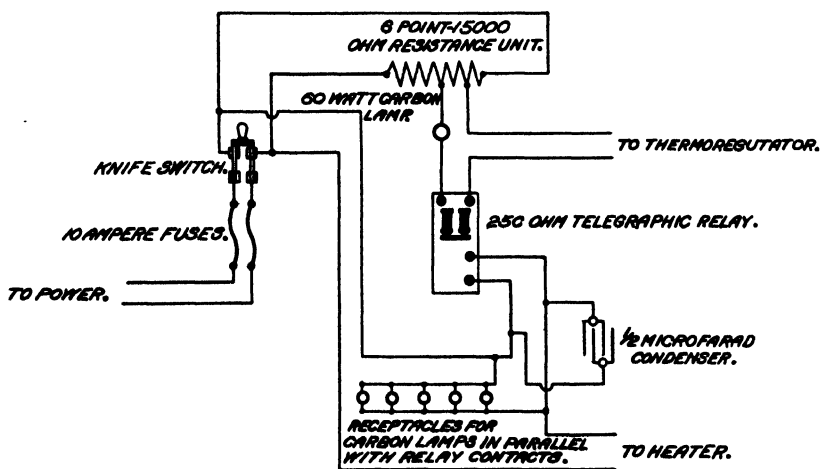 6 POINT-15000
OHM RESISTANCE UNIT.
60 WATT CARBON
LAMP.
TO THERMOREGUTATOR.
KNIFE SWITCH.
250 OHM TELEGRAPHIC RELAY.
10 AMPERE FUSES.
TO POWER.
1/2 MICROFARAD
CONDENSER.
RECEPTACLES FOR
CARBON LAMPS IN PARALLEL
WITH RELAY CONTACTS.
TO HEATER.